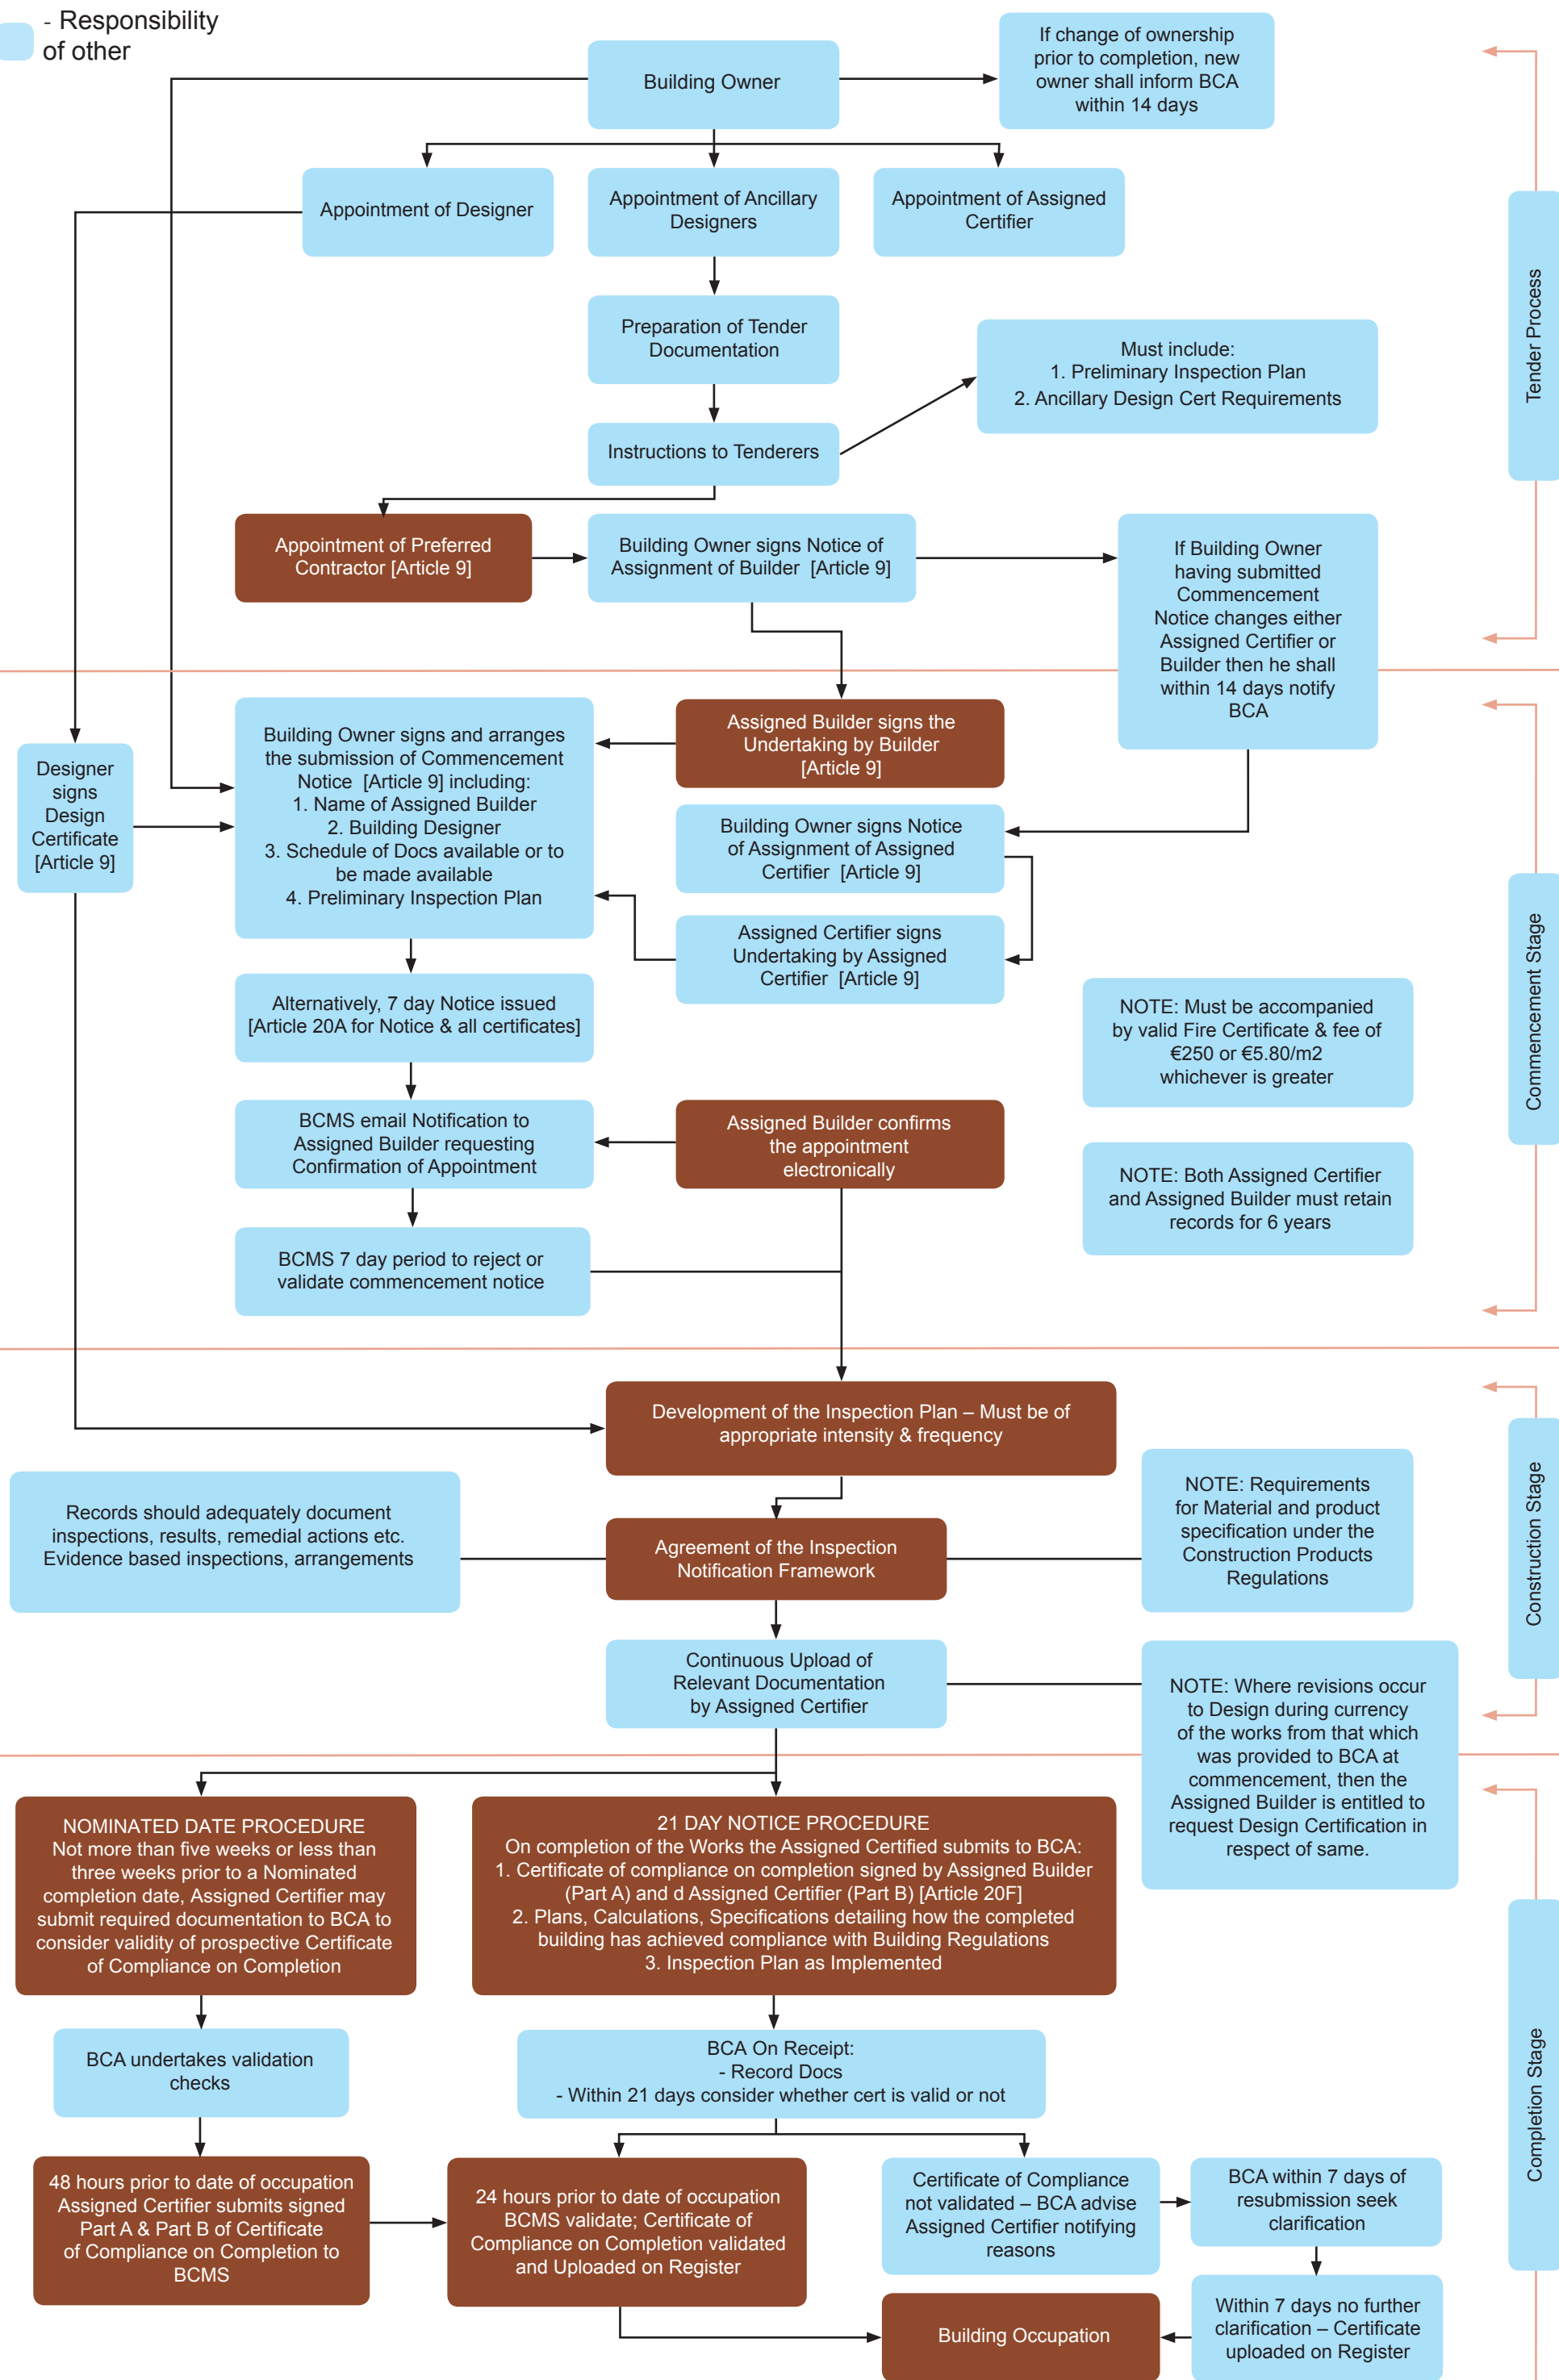 - Responsibility
of other
Building Owner
If change of ownership
prior to completion, new
owner shall inform BCA
within 14 days
Appointment of Designer
Appointment of Ancillary
Designers
Appointment of Assigned
Certifier
Preparation of Tender
Documentation
Must include:
1. Preliminary Inspection Plan
2. Ancillary Design Cert Requirements
Instructions to Tenderers
Tender Process
Appointment of Preferred
Contractor [Article 9]
Building Owner signs Notice of
Assignment of Builder [Article 9]
If Building Owner
having submitted
Commencement
Notice changes either
Assigned Certifier or
Builder then he shall
within 14 days notify
BCA
Designer
signs
Design
Certificate
[Article 9]
Building Owner signs and arranges
the submission of Commencement
Notice [Article 9] including:
1. Name of Assigned Builder
2. Building Designer
3. Schedule of Docs available or to
be made available
4. Preliminary Inspection Plan
Assigned Builder signs the
Undertaking by Builder
[Article 9]
Building Owner signs Notice
of Assignment of Assigned
Certifier [Article 9]
Assigned Certifier signs
Undertaking by Assigned
Certifier [Article 9]
Alternatively, 7 day Notice issued
[Article 20A for Notice & all certificates]
NOTE: Must be accompanied
by valid Fire Certificate & fee of
€250 or €5.80/m2
whichever is greater
Commencement Stage
BCMS email Notification to
Assigned Builder requesting
Confirmation of Appointment
Assigned Builder confirms
the appointment
electronically
NOTE: Both Assigned Certifier
and Assigned Builder must retain
records for 6 years
BCMS 7 day period to reject or
validate commencement notice
Development of the Inspection Plan – Must be of
appropriate intensity & frequency
Records should adequately document
inspections, results, remedial actions etc.
Evidence based inspections, arrangements
Agreement of the Inspection
Notification Framework
NOTE: Requirements
for Material and product
specification under the
Construction Products
Regulations
Construction Stage
Continuous Upload of
Relevant Documentation
by Assigned Certifier
NOTE: Where revisions occur
to Design during currency
of the works from that which
was provided to BCA at
commencement, then the
Assigned Builder is entitled to
request Design Certification in
respect of same.
NOMINATED DATE PROCEDURE
Not more than five weeks or less than
three weeks prior to a Nominated
completion date, Assigned Certifier may
submit required documentation to BCA to
consider validity of prospective Certificate
of Compliance on Completion
21 DAY NOTICE PROCEDURE
On completion of the Works the Assigned Certified submits to BCA:
1. Certificate of compliance on completion signed by Assigned Builder
(Part A) and d Assigned Certifier (Part B) [Article 20F]
2. Plans, Calculations, Specifications detailing how the completed
building has achieved compliance with Building Regulations
3. Inspection Plan as Implemented
BCA undertakes validation
checks
BCA On Receipt:
- Record Docs
- Within 21 days consider whether cert is valid or not
Completion Stage
48 hours prior to date of occupation
Assigned Certifier submits signed
Part A & Part B of Certificate
of Compliance on Completion to
BCMS
24 hours prior to date of occupation
BCMS validate; Certificate of
Compliance on Completion validated
and Uploaded on Register
Certificate of Compliance
not validated – BCA advise
Assigned Certifier notifying
reasons
BCA within 7 days of
resubmission seek
clarification
Building Occupation
Within 7 days no further
clarification – Certificate
uploaded on Register